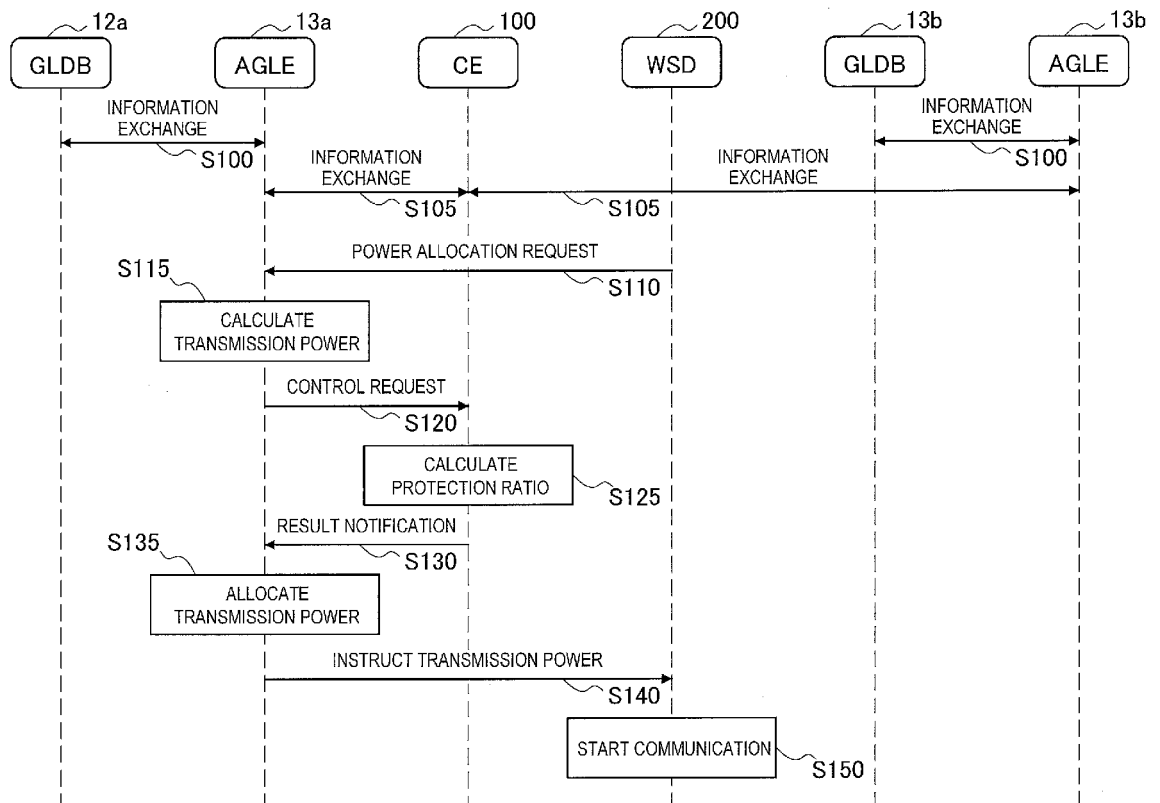 12a
13a
100
200
13b
13b
GLDB
AGLE
CE
WSD
GLDB
AGLE
INFORMATION
EXCHANGE
S100
INFORMATION
EXCHANGE
S100
INFORMATION
EXCHANGE
S105
INFORMATION
EXCHANGE
S105
POWER ALLOCATION REQUEST
S110
S115
CALCULATE
TRANSMISSION POWER
CONTROL REQUEST
S120
CALCULATE
PROTECTION RATIO
S125
RESULT NOTIFICATION
S130
S135
ALLOCATE
TRANSMISSION POWER
INSTRUCT TRANSMISSION POWER
S140
START COMMUNICATION
S150